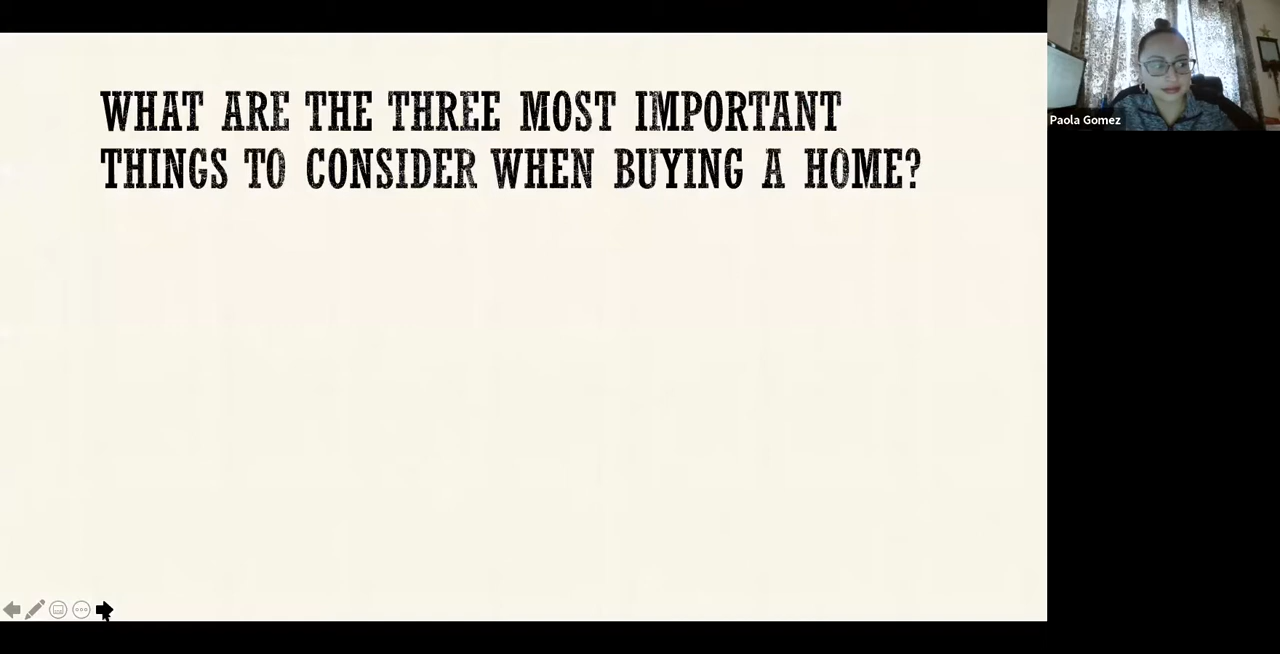 WHAT ARE THE THREE MOST IMPORTANT
THINGS TO CONSIDER WHEN BUYING A HOME?
Paola Gomez